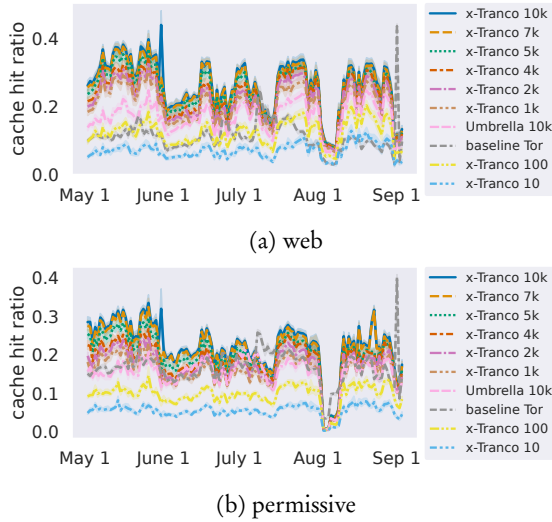 cache hit ratio
0.4
0.2
0.0
May 1 June 1 July 1 Aug 1 Sep 1
x-Tranco 10k
x-Tranco 7k
x-Tranco 5k
x-Tranco 4k
x-Tranco 2k
x-Tranco 1k
Umbrella 10k
baseline Tor
x-Tranco 100
x-Tranco 10
(a) web
cache hit ratio
0.4
0.3
0.2
0.1
0.0
May 1 June 1 July 1 Aug 1 Sep 1
x-Tranco 10k
x-Tranco 7k
x-Tranco 5k
x-Tranco 4k
x-Tranco 2k
x-Tranco 1k
Umbrella 10k
baseline Tor
x-Tranco 100
x-Tranco 10
(b) permissive